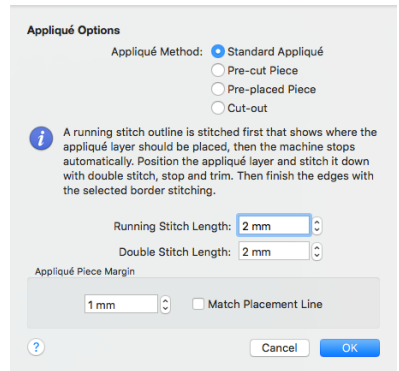 Appliqué Options
Appliqué Method: Standard Appliqué
Pre-cut Piece
Pre-placed Piece
Cut-out
i A running stitch outline is stitched first that shows where the
appliqué layer should be placed, then the machine stops
automatically. Position the appliqué layer and stitch it down
with double stitch, stop and trim. Then finish the edges with
the selected border stitching.
Running Stitch Length: 2 mm
Double Stitch Length: 2 mm
Appliqué Piece Margin
1 mm Match Placement Line
? Cancel OK